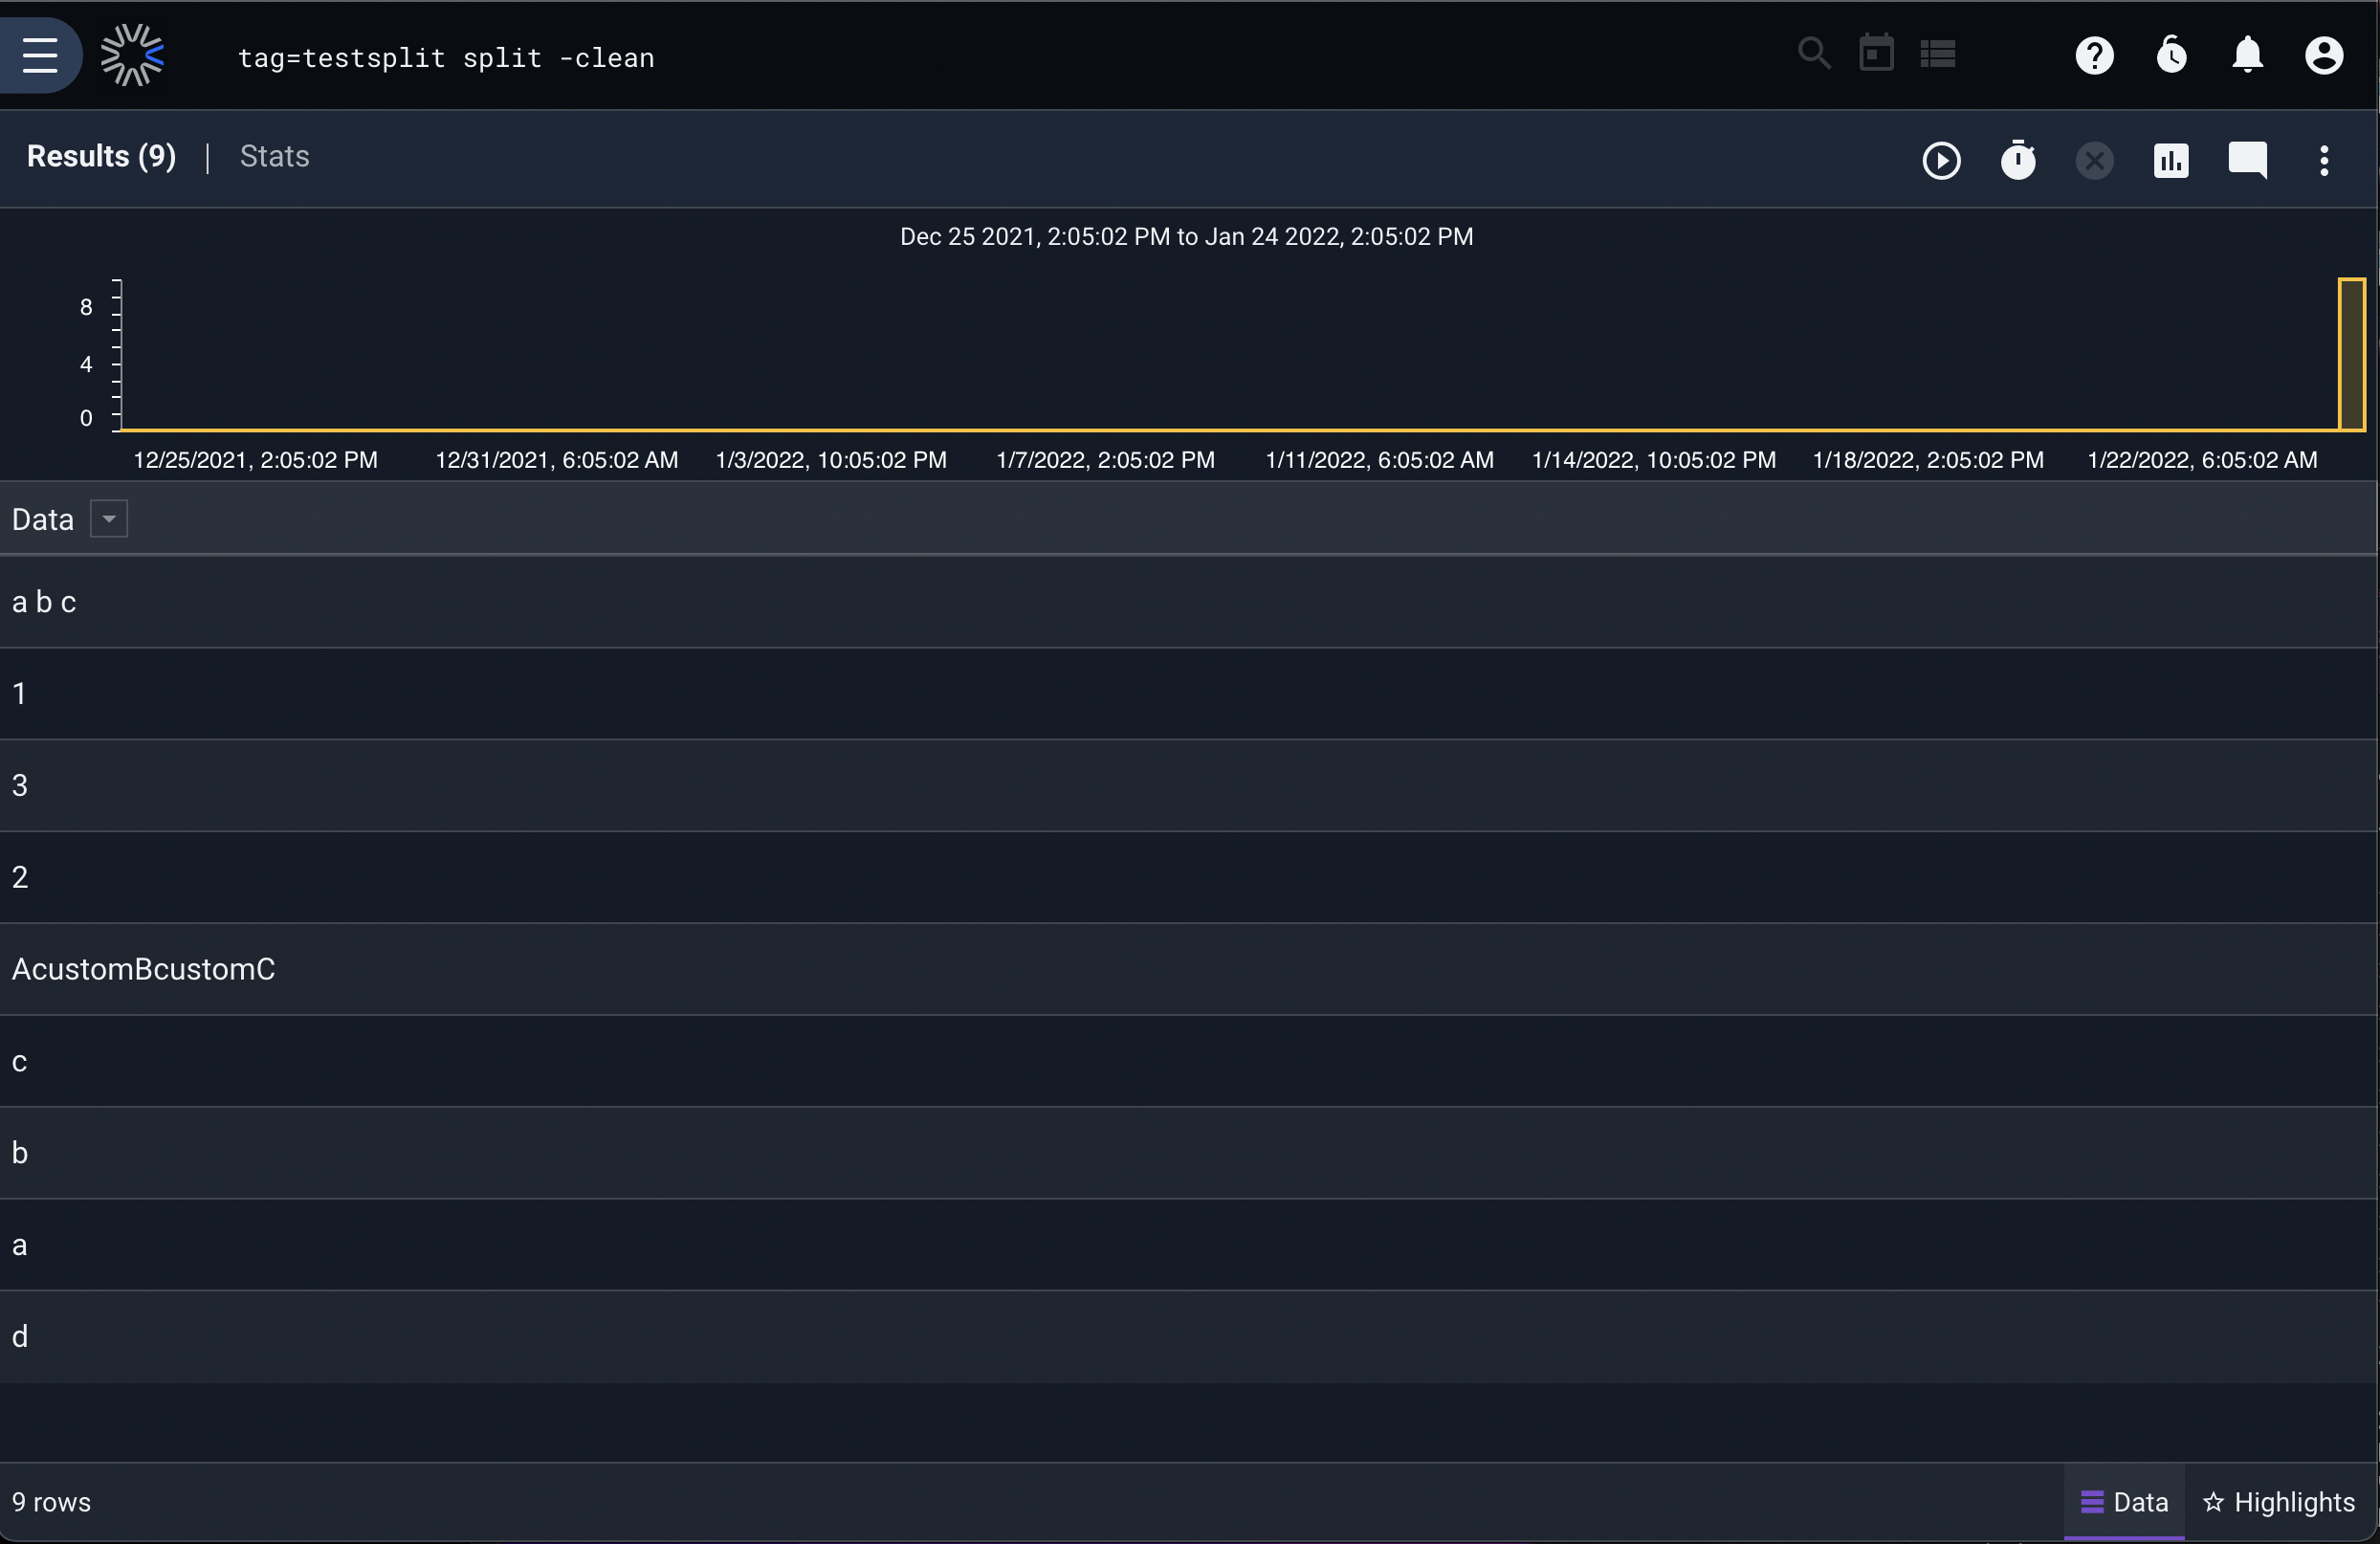 tag=testsplit split -clean
Results (9) | Stats
Dec 25 2021, 2:05:02 PM to Jan 24 2022, 2:05:02 PM
8
4
0
12/25/2021, 2:05:02 PM 12/31/2021, 6:05:02 AM 1/3/2022, 10:05:02 PM 1/7/2022, 2:05:02 PM 1/11/2022, 6:05:02 AM 1/14/2022, 10:05:02 PM 1/18/2022, 2:05:02 PM 1/22/2022, 6:05:02 AM
Data
a b c
1
3
2
AcustomBcustomC
c
b
a
d
9 rows Data Highlights